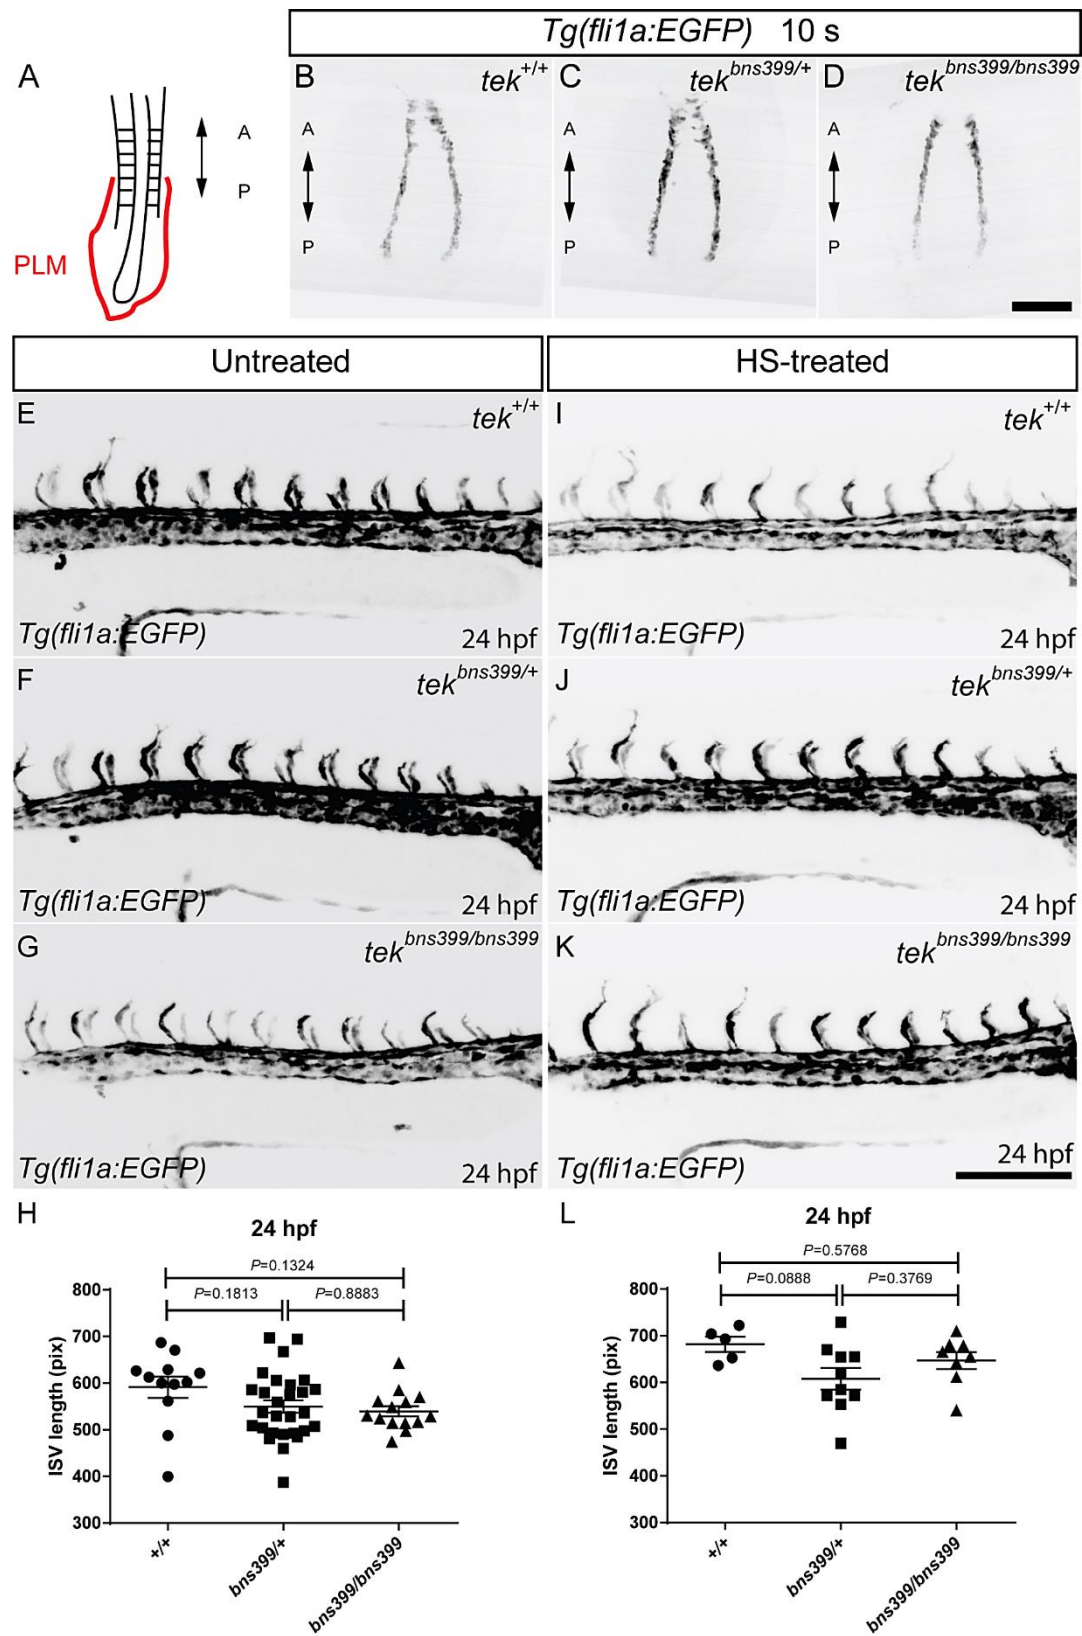 Tg(fli1a:EGFP) 10 s
A
A
P
PLM
B
tek+/+
A
P
C
tekbns399/+
A
P
D
tekbns399/bns399
A
P
Untreated
HS-treated
E
tek+/+
Tg(fli1a:EGFP)
24 hpf
I
tek+/+
Tg(fli1a:EGFP)
24 hpf
F
tekbns399/+
Tg(fli1a:EGFP)
24 hpf
J
tekbns399/+
Tg(fli1a:EGFP)
24 hpf
G
tekbns399/bns399
Tg(fli1a:EGFP)
24 hpf
K
tekbns399/bns399
Tg(fli1a:EGFP)
24 hpf
H
24 hpf
P=0.1324
P=0.1813
P=0.8883
ISV length (pix)
800
700
600
500
400
300
+/+
bns399/+
bns399/bns399
L
24 hpf
P=0.5768
P=0.0888
P=0.3769
ISV length (pix)
800
700
600
500
400
300
+/+
bns399/+
bns399/bns399